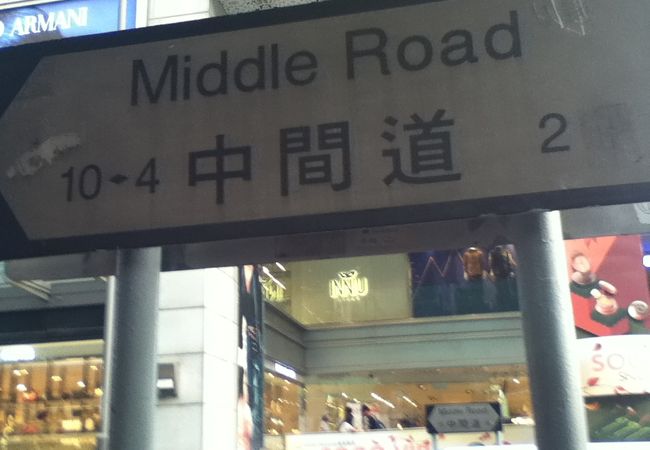 ARMANI
Middle Road
10 4 中間道 2
Middle Road
中間道